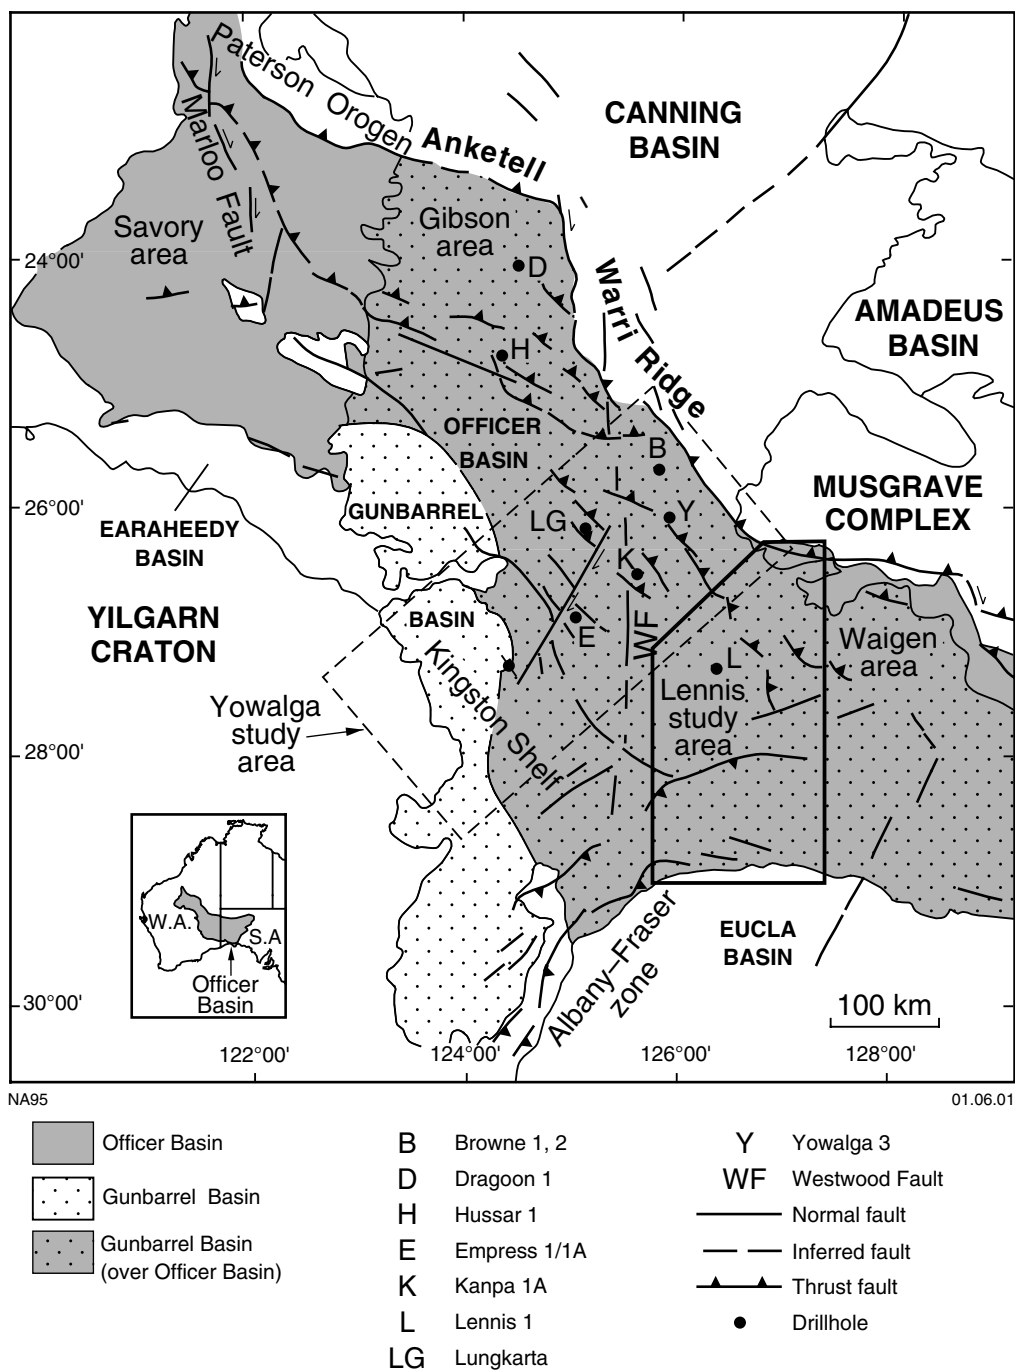 Paterson Orogen
Anketell
CANNING
BASIN
Marloo Fault
Savory
area
Gibson
area
24°00'
D
Warri Ridge
AMADEUS
BASIN
H
OFFICER
BASIN
B
MUSGRAVE
COMPLEX
26°00'
GUNBARREL
LG
Y
EARAHEEDY
BASIN
K
YILGARN
CRATON
BASIN
E
WF
Waigen
area
L
Kingston Shelf
Lennis
study
area
Yowalga
study
area
28°00'
W.A.
S.A
Officer
Basin
EUCLA
BASIN
Albany–Fraser
zone
30°00'
100 km
122°00'
124°00'
126°00'
128°00'
NA95
01.06.01
Officer Basin
Gunbarrel Basin
Gunbarrel Basin
(over Officer Basin)
B Browne 1, 2
D Dragoon 1
H Hussar 1
E Empress 1/1A
K Kanpa 1A
L Lennis 1
LG Lungkarta
Y Yowalga 3
WF Westwood Fault
Normal fault
Inferred fault
Thrust fault
Drillhole